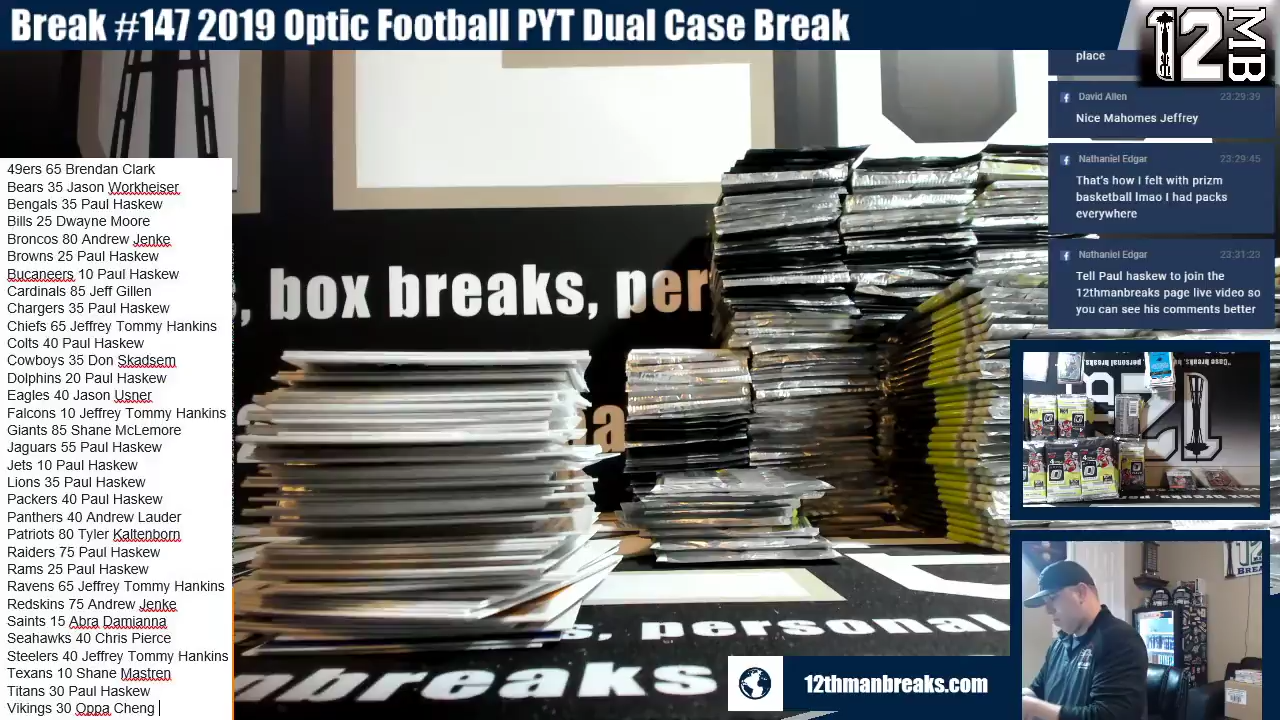 Break #147 2019 Optic Football PYT Dual Case Break
12 MB
place
David Allen 23:29:39
Nice Mahomes Jeffrey
Nathaniel Edgar 23:29:45
That's how I felt with prizm
basketball lmao I had packs
everywhere
Nathaniel Edgar 23:31:23
Tell Paul haskew to join the
12thmanbreaks page live video so
you can see his comments better
49ers 65 Brendan Clark
Bears 35 Jason Workheiser
Bengals 35 Paul Haskew
Bills 25 Dwayne Moore
Broncos 80 Andrew Jenke
Browns 25 Paul Haskew
Bucaneers 10 Paul Haskew
Cardinals 85 Jeff Gilien
Chargers 35 Paul Haskew
Chiefs 65 Jeffrey Tommy Hankins
Colts 40 Paul Haskew
Cowboys 35 Don Skadsem
Dolphins 20 Paul Haskew
Eagles 40 Jason Usher
Falcons 10 Jeffrey Tommy Hankins
Giants 85 Shane McLemore
Jaguars 55 Paul Haskew
Jets 10 Paul Haskew
Lions 35 Paul Haskew
Packers 40 Paul Haskew
Panthers 40 Andrew Lauder
Patriots 80 Tyler Kaltenborn
Raiders 75 Paul Haskew
Rams 25 Paul Haskew
Ravens 65 Jeffrey Tommy Hankins
Redskins 75 Andrew Jenke
Saints 15 Abra Damianna
Seahawks 40 Chris Pierce
Steelers 40 Jeffrey Tommy Hankins
Texans 10 Shane Mastren
Titans 30 Paul Haskew
Vikings 30 Oppa Cheng
, box breaks, per
s, personal
nbreaks
12thmanbreaks.com